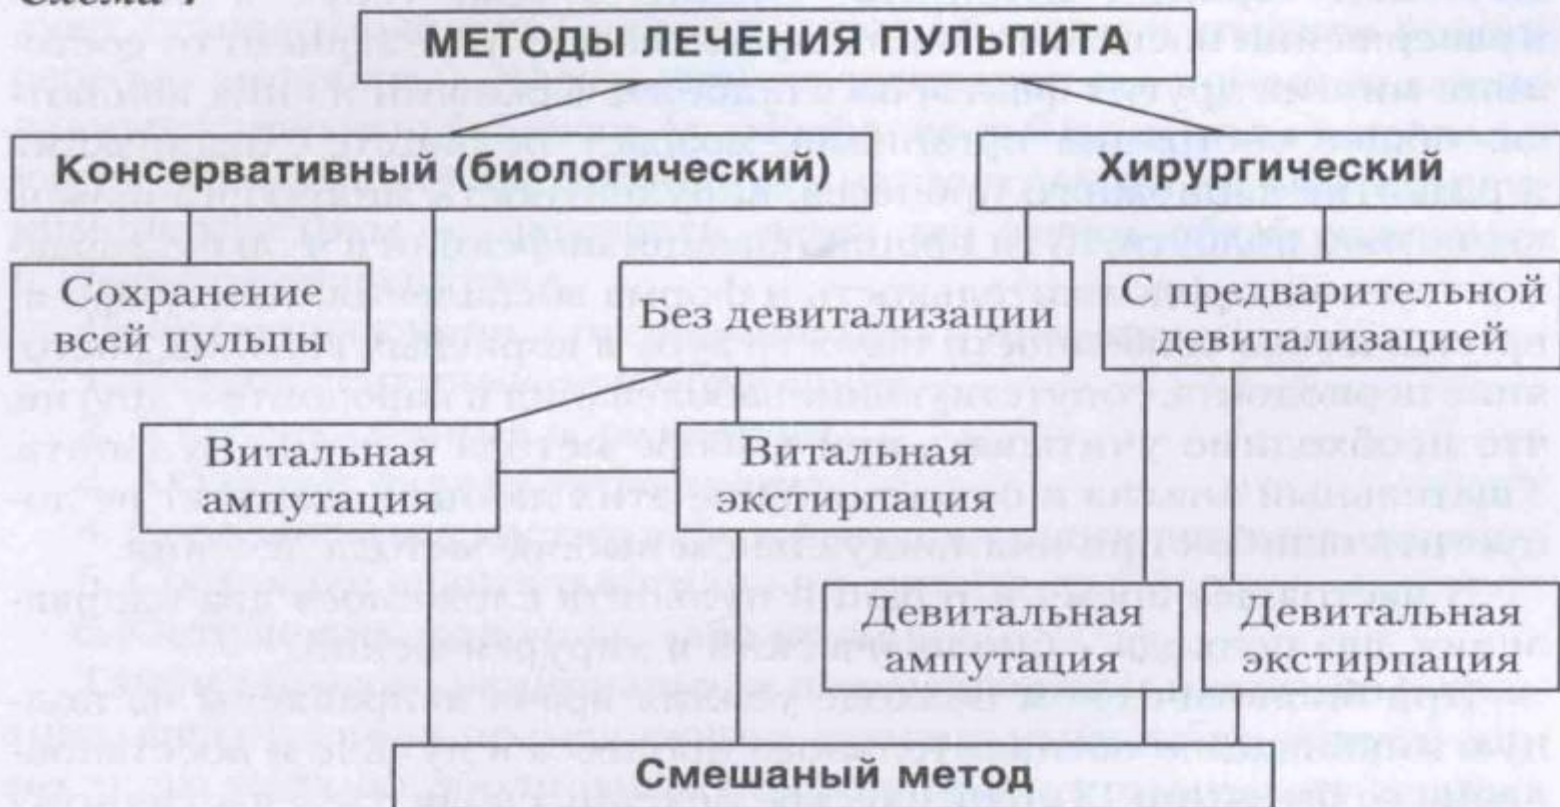 МЕТОДЫ ЛЕЧЕНИЯ ПУЛЬПИТА
Консервативный (биологический)
Хирургический
Сохранение
всей пульпы
Без девитализации
С предварительной
девитализацией
Витальная
ампутация
Витальная
экстирпация
Девитальная
ампутация
Девитальная
экстирпация
Смешаный метод